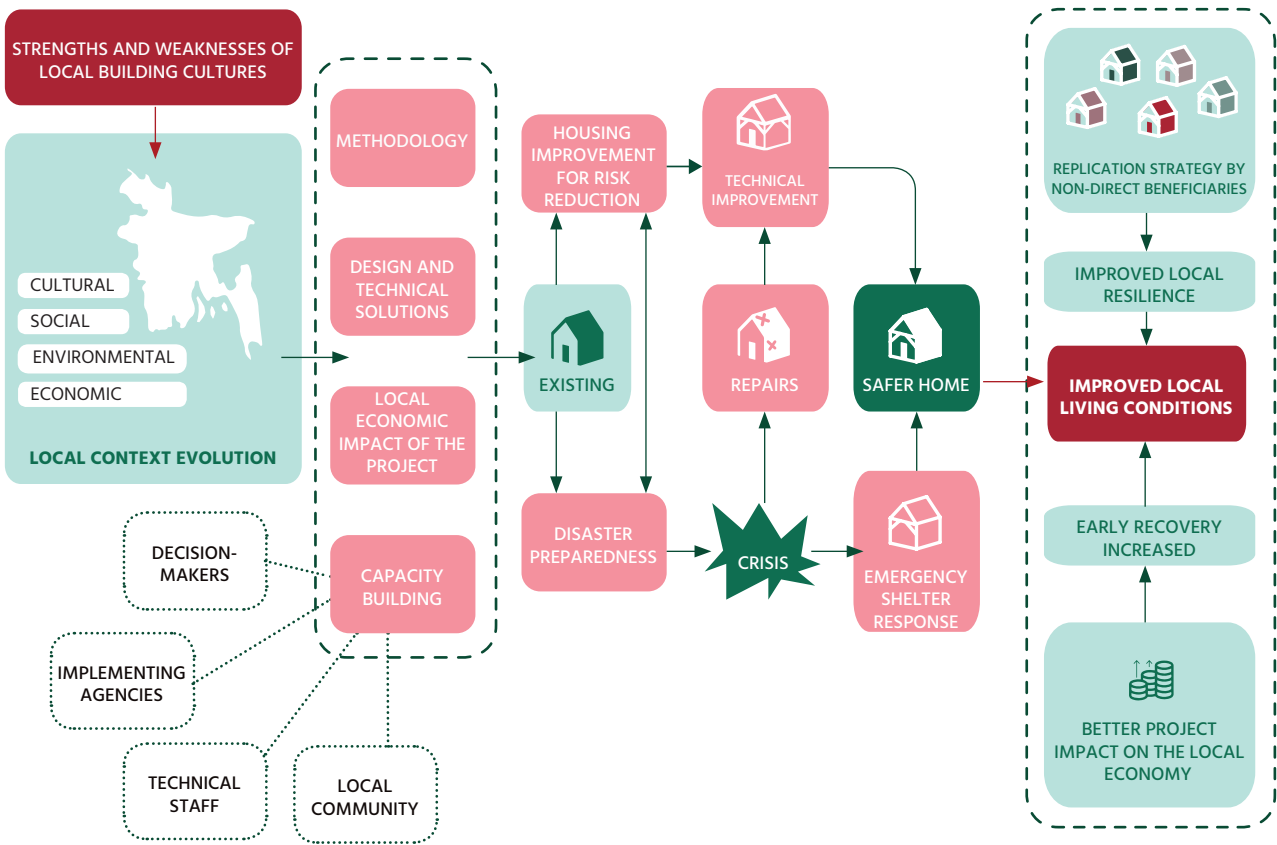 STRENGTHS AND WEAKNESSES OF
LOCAL BUILDING CULTURES
CULTURAL
SOCIAL
ENVIRONMENTAL
ECONOMIC
LOCAL CONTEXT EVOLUTION
METHODOLOGY
DESIGN AND
TECHNICAL
SOLUTIONS
LOCAL
ECONOMIC
IMPACT OF THE
PROJECT
CAPACITY
BUILDING
DECISION-
MAKERS
IMPLEMENTING
AGENCIES
TECHNICAL
STAFF
LOCAL
COMMUNITY
HOUSING
IMPROVEMENT
FOR RISK
REDUCTION
EXISTING
DISASTER
PREPAREDNESS
TECHNICAL
IMPROVEMENT
REPAIRS
CRISIS
SAFER HOME
EMERGENCY
SHELTER
RESPONSE
REPLICATION STRATEGY BY
NON-DIRECT BENEFICIARIES
IMPROVED LOCAL
RESILIENCE
IMPROVED LOCAL
LIVING CONDITIONS
EARLY RECOVERY
INCREASED
BETTER PROJECT
IMPACT ON THE LOCAL
ECONOMY